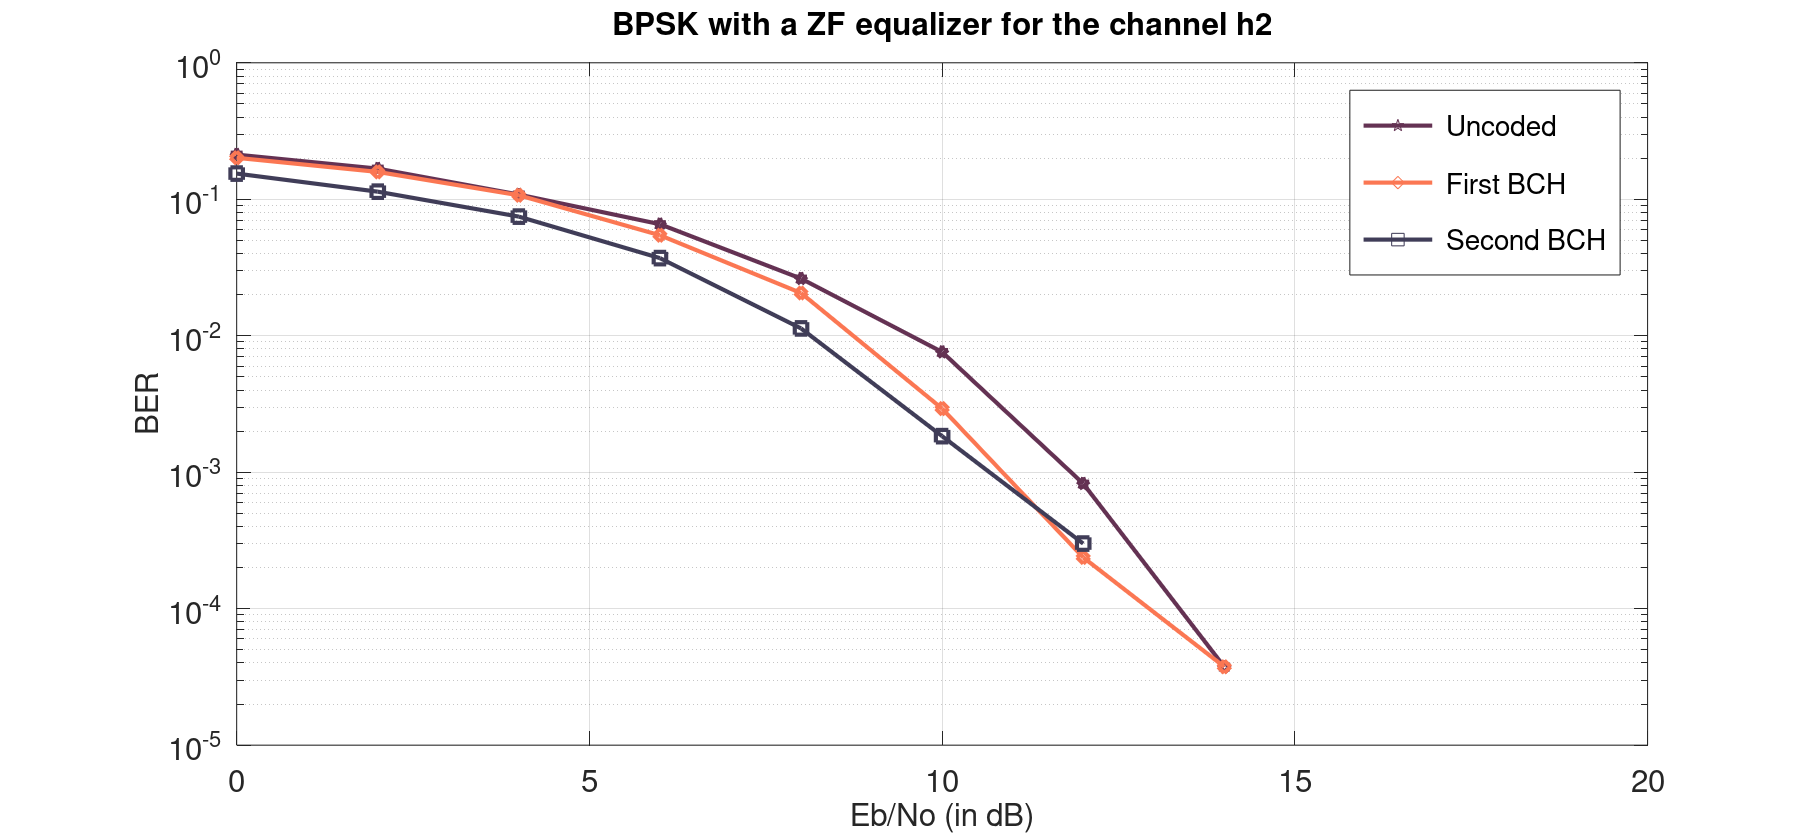 BPSK with a ZF equalizer for the channel h2
10^0
10^-1
10^-2
10^-3
10^-4
10^-5
BER
Uncoded
First BCH
Second BCH
0 5 10 15 20
Eb/No (in dB)